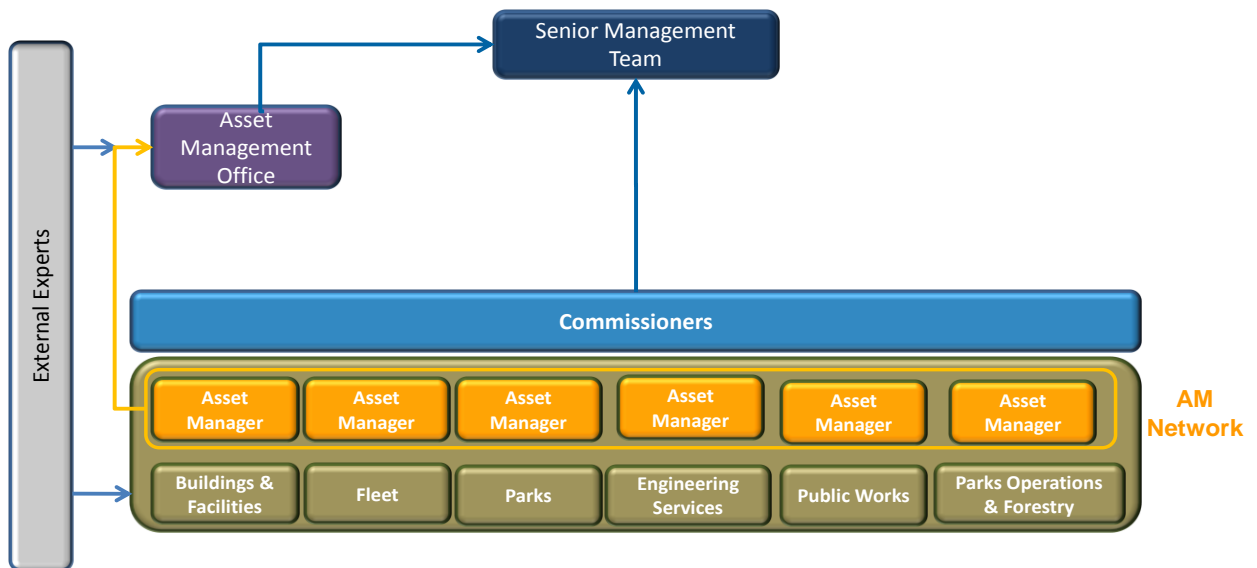 Senior Management
Team
Asset
Management
Office
External Experts
Commissioners
Asset
Manager
Asset
Manager
Asset
Manager
Asset
Manager
Asset
Manager
Asset
Manager
AM
Network
Buildings &
Facilities
Fleet
Parks
Engineering
Services
Public Works
Parks Operations
& Forestry